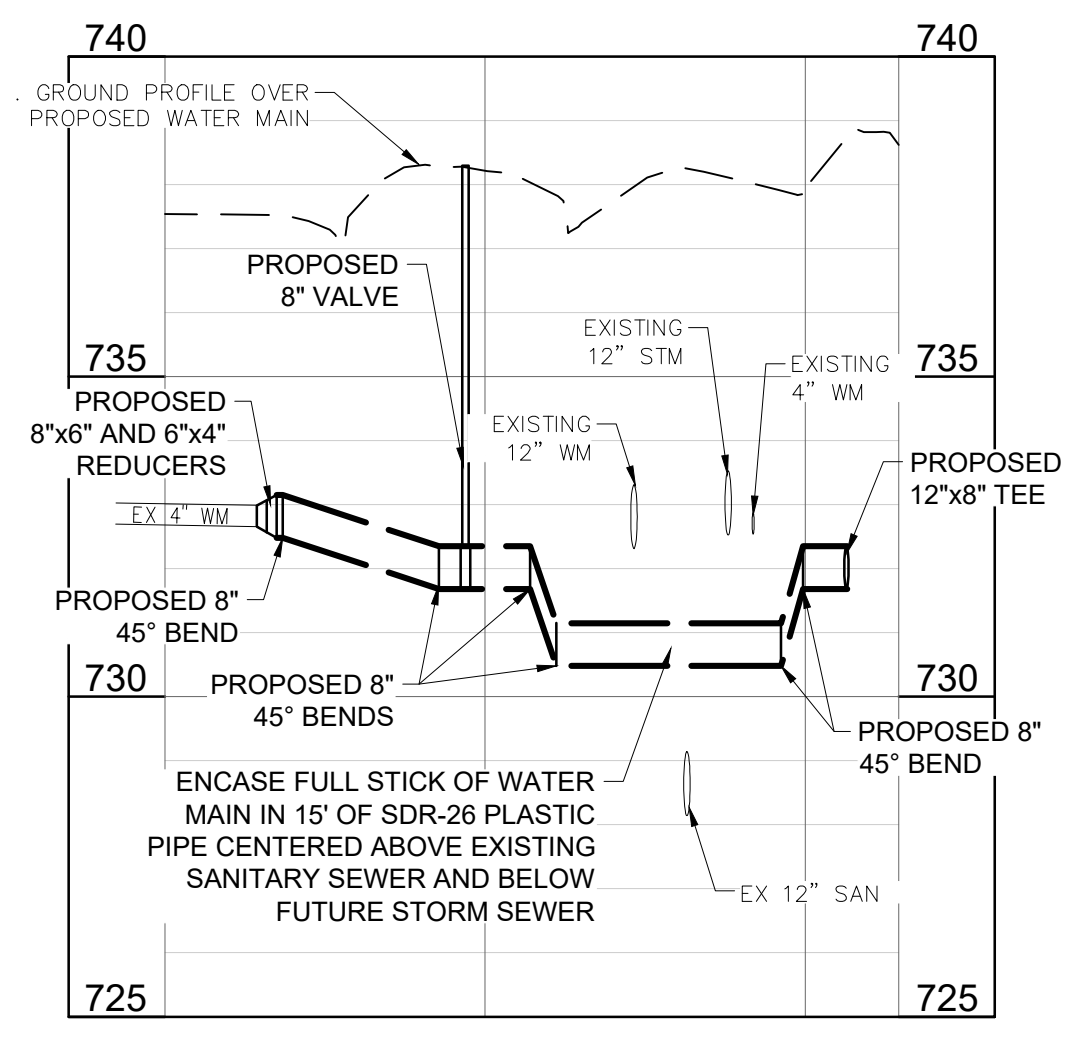 740
740
. GROUND PROFILE OVER
PROPOSED WATER MAIN
PROPOSED
8" VALVE
EXISTING
12” STM
EXISTING
4” WM
735
735
PROPOSED
8"x6" AND 6"x4"
REDUCERS
EXISTING
12” WM
PROPOSED
12"x8" TEE
EX 4" WM
PROPOSED 8"
45° BEND
PROPOSED 8"
45° BENDS
730
730
PROPOSED 8"
45° BEND
ENCASE FULL STICK OF WATER
MAIN IN 15' OF SDR-26 PLASTIC
PIPE CENTERED ABOVE EXISTING
SANITARY SEWER AND BELOW
FUTURE STORM SEWER
EX 12” SAN
725
725